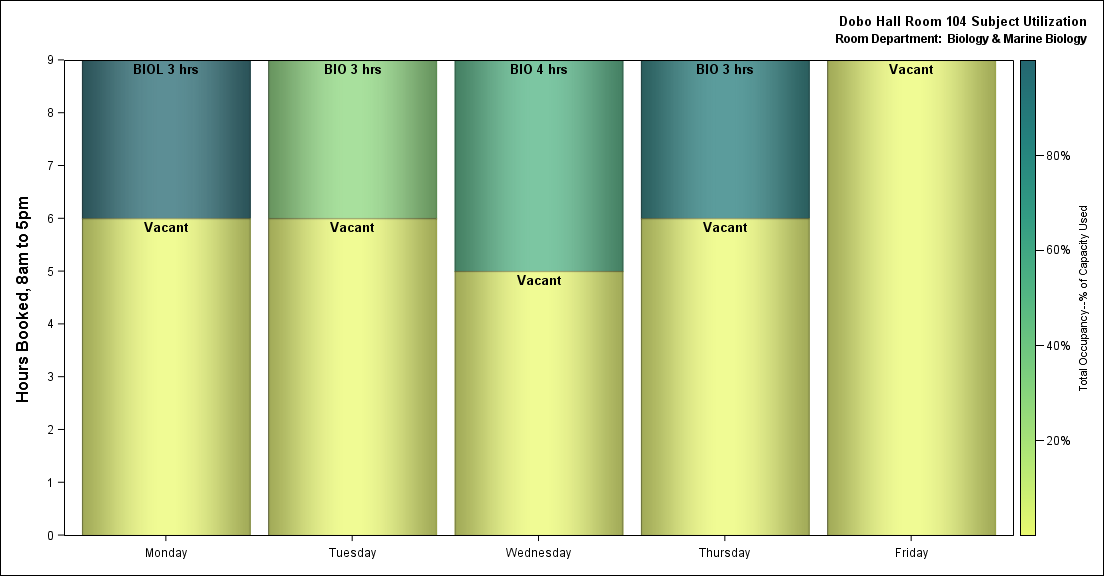 Dobo Hall Room 104 Subject Utilization
Room Department: Biology & Marine Biology
Hours Booked, 8am to 5pm
9
8
7
6
5
4
3
2
1
0
BIOL 3 hrs
Vacant
BIO 3 hrs
Vacant
BIO 4 hrs
Vacant
BIO 3 hrs
Vacant
Vacant
Monday
Tuesday
Wednesday
Thursday
Friday
80%
60%
40%
20%
Total Occupancy--% of Capacity Used